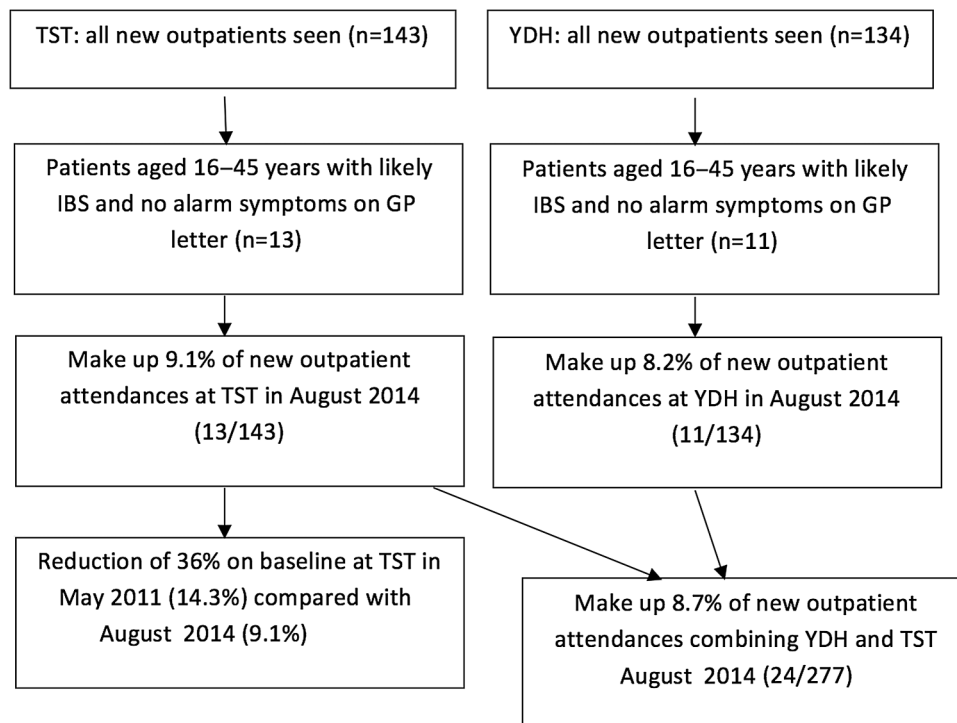 TST: all new outpatients seen (n=143)
YDH: all new outpatients seen (n=134)
Patients aged 16–45 years with likely
IBS and no alarm symptoms on GP
letter (n=13)
Patients aged 16–45 years with likely
IBS and no alarm symptoms on GP
letter (n=11)
Make up 9.1% of new outpatient
attendances at TST in August 2014
(13/143)
Make up 8.2% of new outpatient
attendances at YDH in August 2014
(11/134)
Reduction of 36% on baseline at TST in
May 2011 (14.3%) compared with
August 2014 (9.1%)
Make up 8.7% of new outpatient
attendances combining YDH and TST
August 2014 (24/277)